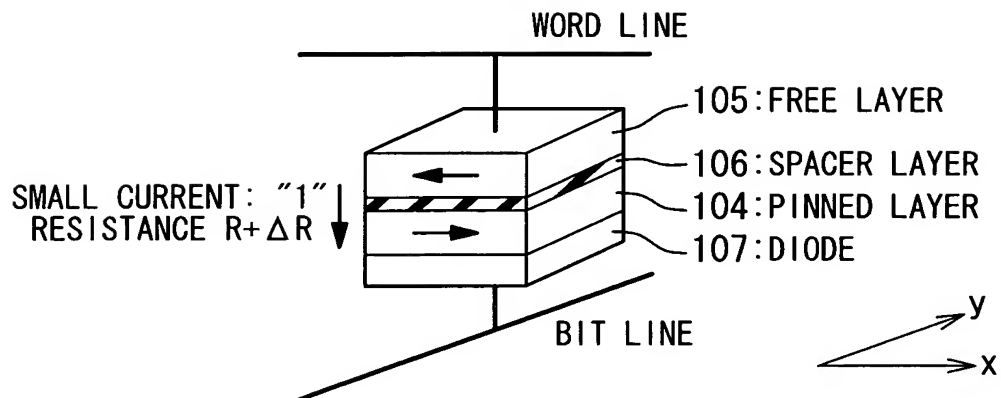 WORD LINE
105:FREE LAYER
106:SPACER LAYER
SMALL CURRENT: "1"
RESISTANCE R+ΔR
104:PINNED LAYER
107:DIODE
BIT LINE
y
x